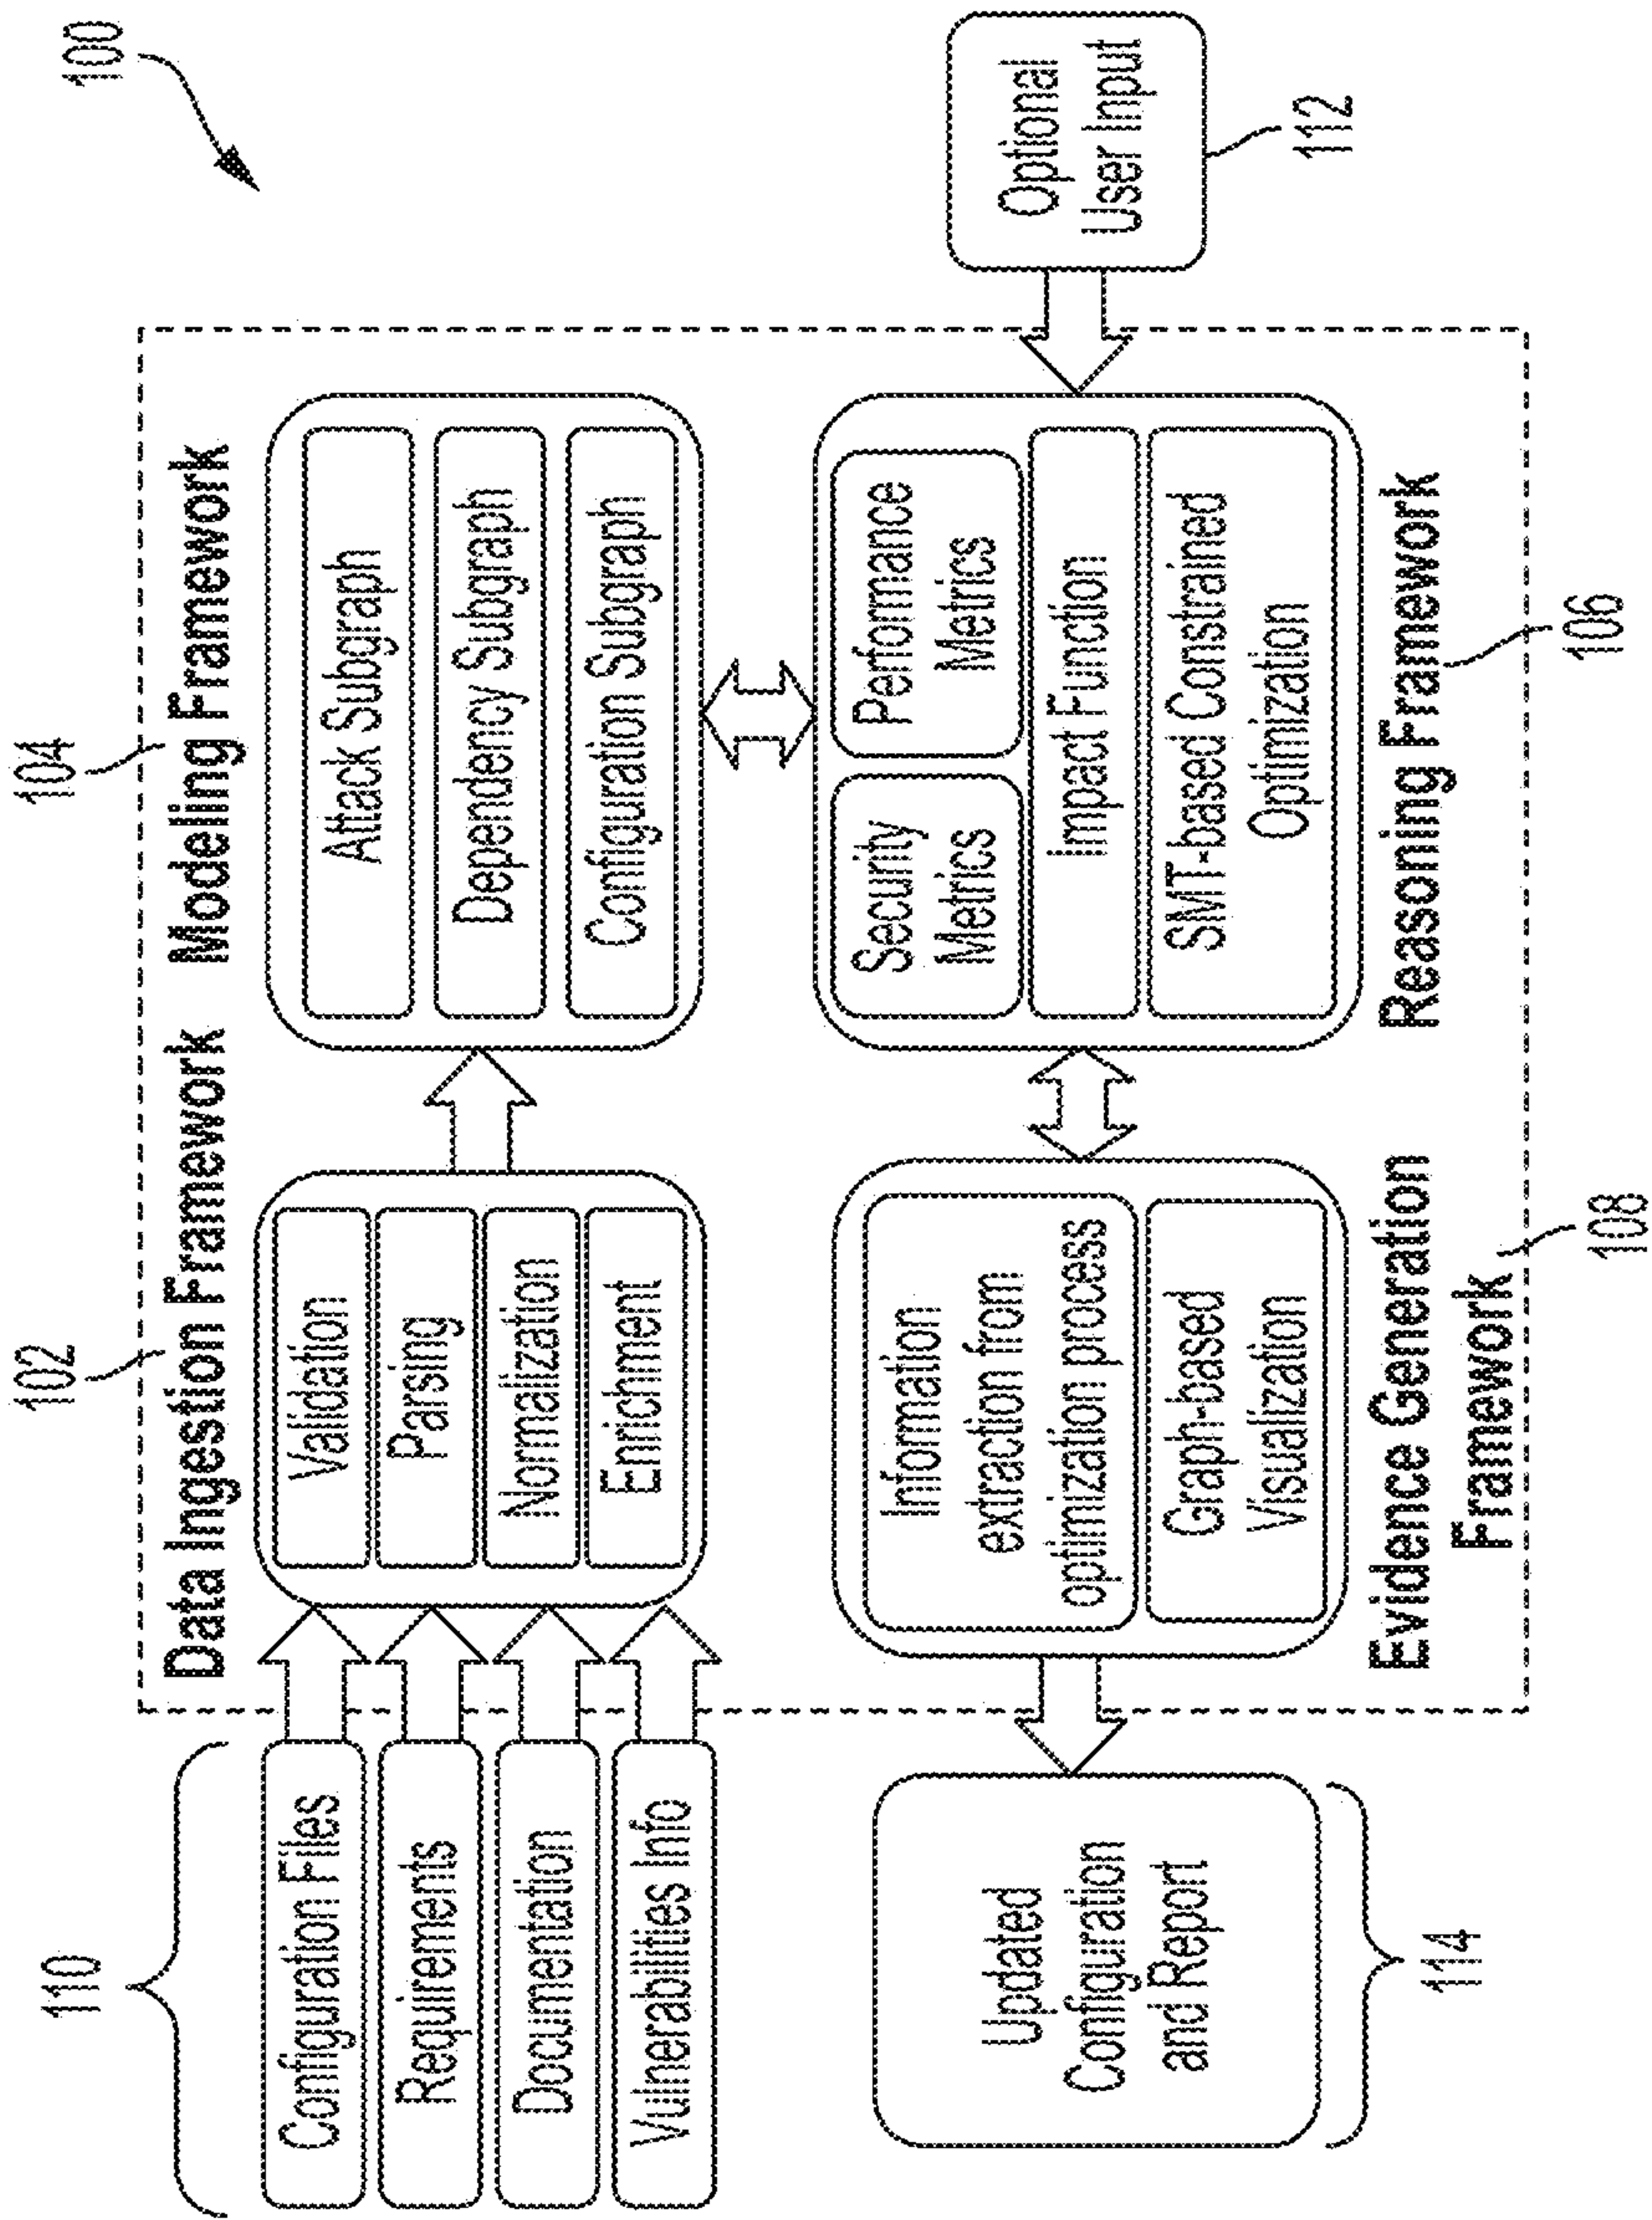 100
102
104
Data Ingestion Framework
Modeling Framework
110
Configuration Files
Requirements
Documentation
Vulnerabilities Info
Validation
Parsing
Normalization
Enrichment
Attack Subgraph
Dependency Subgraph
Configuration Subgraph
Updated
Configuration
and Report
114
Information
extraction from
optimization process
Graph-based
Visualization
Evidence Generation
Framework
108
Security
Metrics
Performance
Metrics
Impact Function
SMT-based Constrained
Optimization
Reasoning Framework
106
Optional
User Input
112